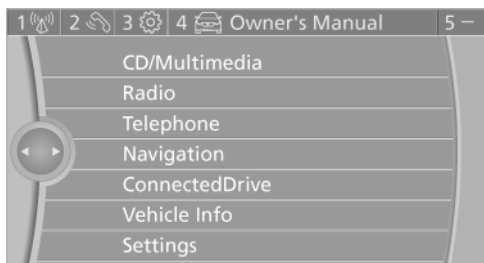 1 2 3 4 Owner's Manual 5 –
CD/Multimedia
Radio
Telephone
Navigation
ConnectedDrive
Vehicle Info
Settings